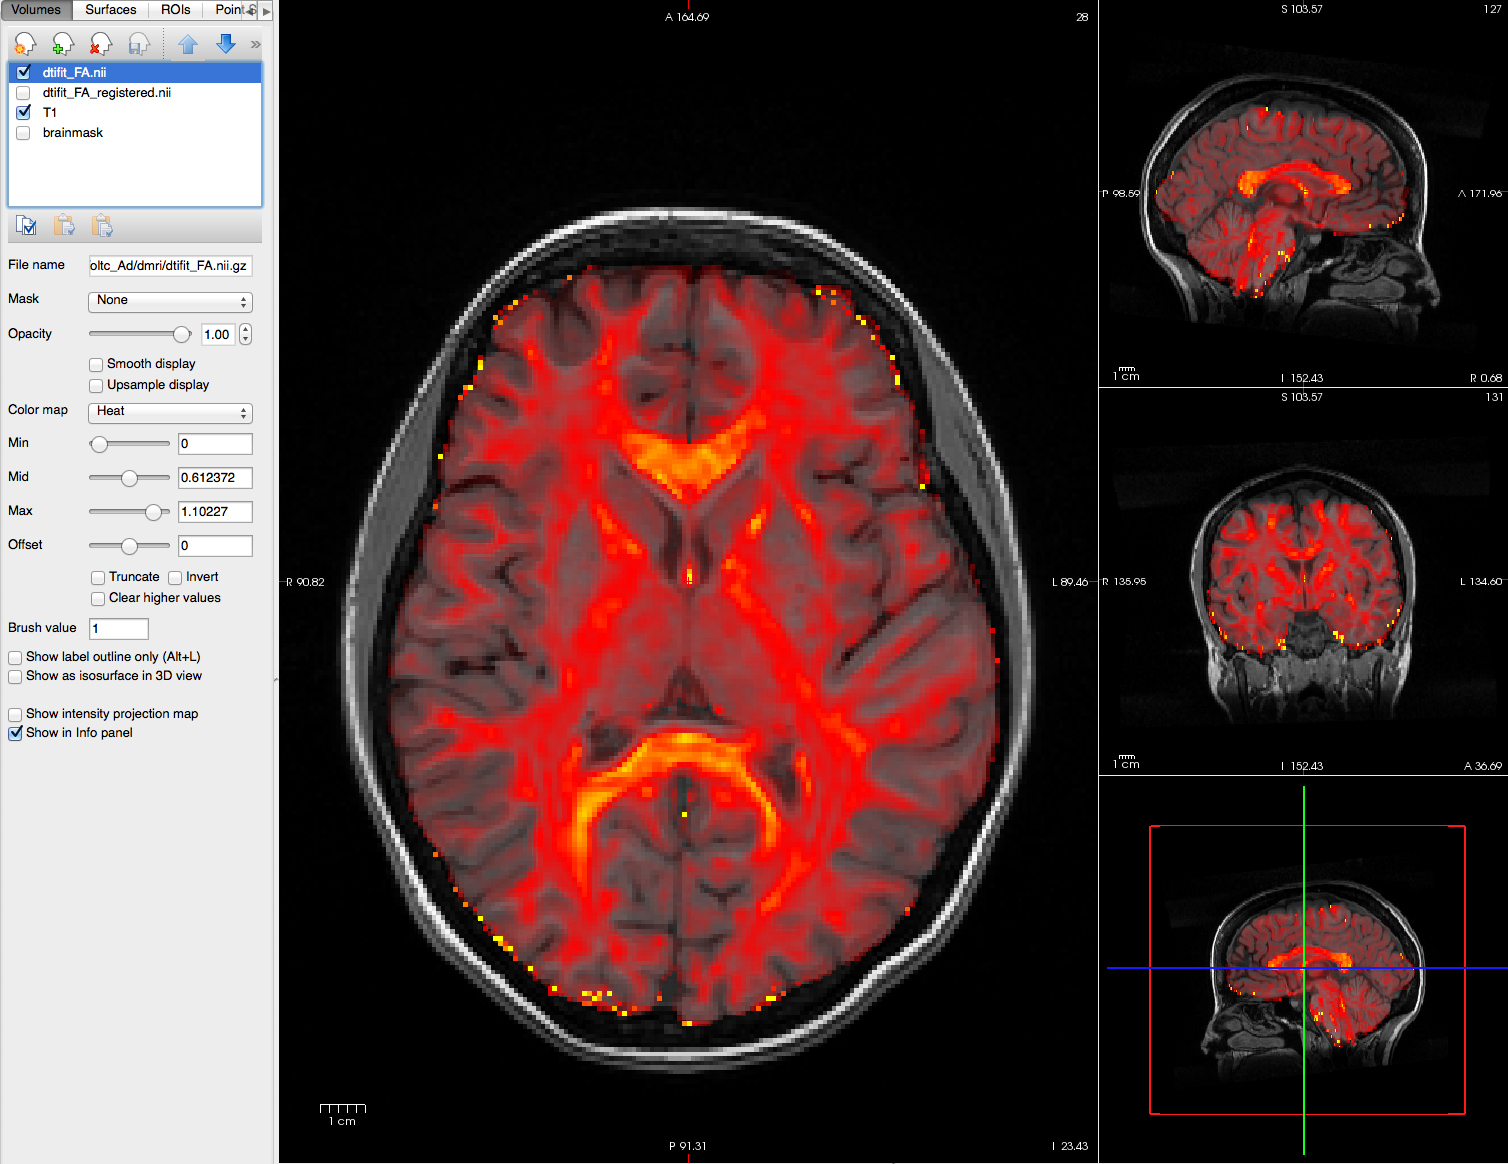 Volumes Surfaces ROIs Point S
dtifit_FA.nii
dtifit_FA_registered.nii
T1
brainmask
File name oltc_Ad/dmri/dtifit_FA.nii.gz
Mask None
Opacity 1.00
Smooth display
Upsample display
Color map Heat
Min 0
Mid 0.612372
Max 1.10227
Offset 0
Truncate Invert
Clear higher values
Brush value 1
Show label outline only (Alt+L)
Show as isosurface in 3D view
Show intensity projection map
Show in Info panel
A 164.69 28
R 90.82 L 89.46
1 cm
P 91.31 I 23.43
S 103.57 127
P 98.59 A 171.96
1 cm I 152.43 R 0.68
S 103.57 131
R 135.95 L 134.60
1 cm I 152.43 A 36.69